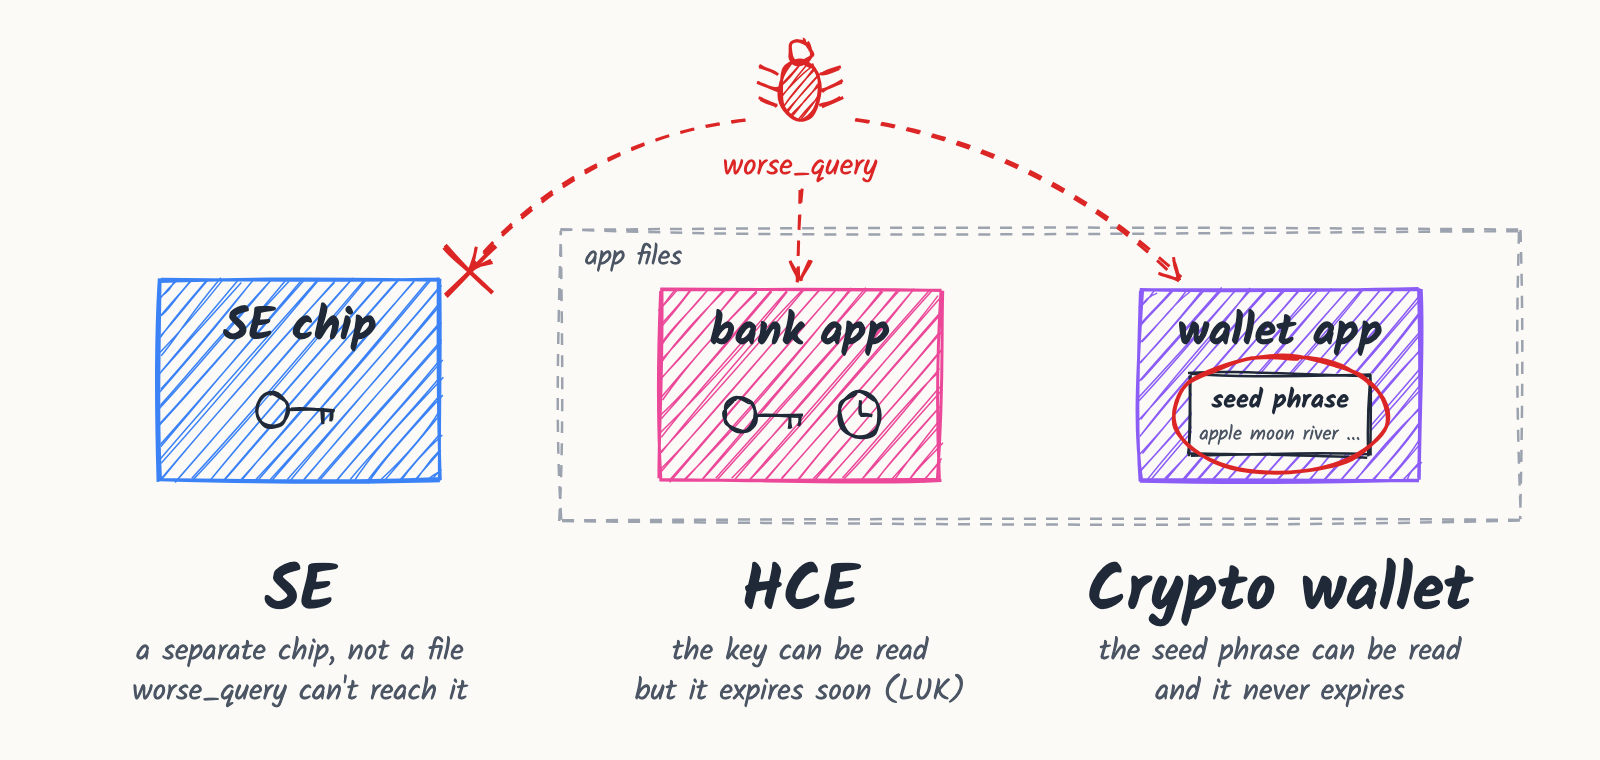 worse_query
app files
SE chip
bank app
wallet app
seed phrase
apple moon river ...
SE
a separate chip, not a file
worse_query can't reach it
HCE
the key can be read
but it expires soon (LUK)
Crypto wallet
the seed phrase can be read
and it never expires